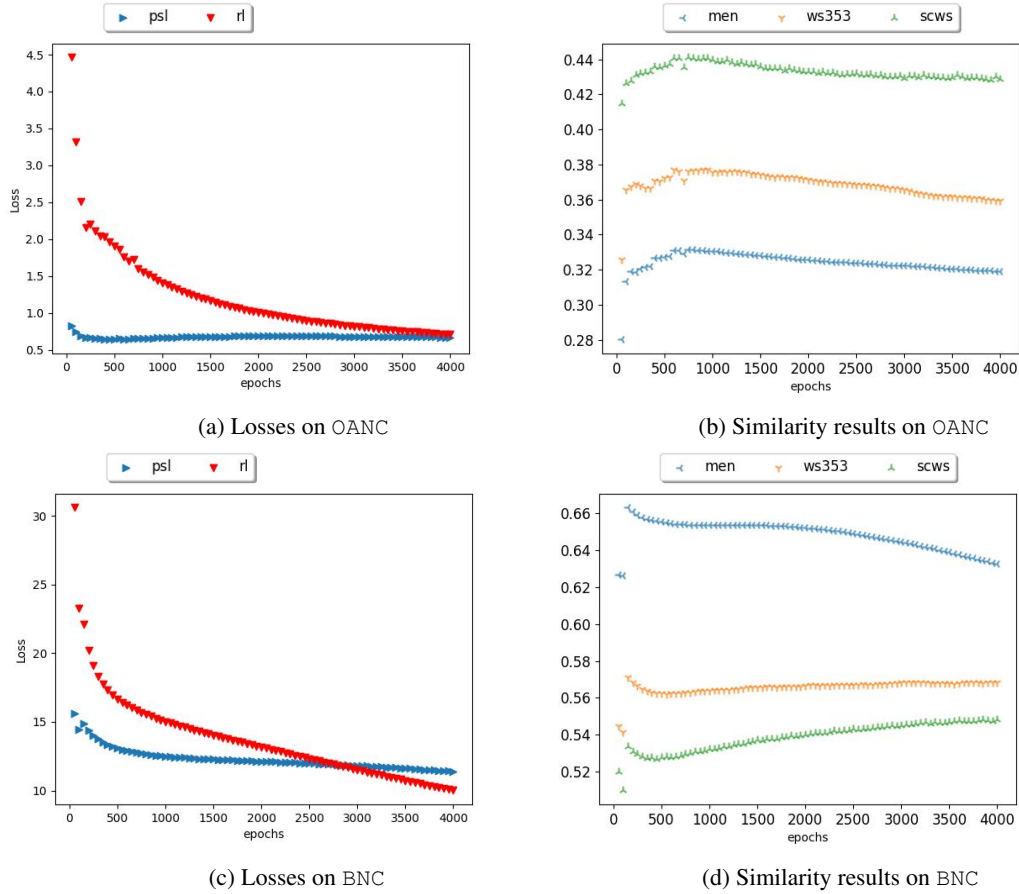 psl rl
men ws353 scws
4.5
4.0
3.5
3.0
2.5
2.0
1.5
1.0
0.5
Loss
0 500 1000 1500 2000 2500 3000 3500 4000
epochs
0.44
0.42
0.40
0.38
0.36
0.34
0.32
0.30
0.28
0 500 1000 1500 2000 2500 3000 3500 4000
epochs
(a) Losses on OANC
(b) Similarity results on OANC
psl rl
men ws353 scws
30
25
20
15
10
Loss
0 500 1000 1500 2000 2500 3000 3500 4000
epochs
0.66
0.64
0.62
0.60
0.58
0.56
0.54
0.52
0 500 1000 1500 2000 2500 3000 3500 4000
epochs
(c) Losses on BNC
(d) Similarity results on BNC